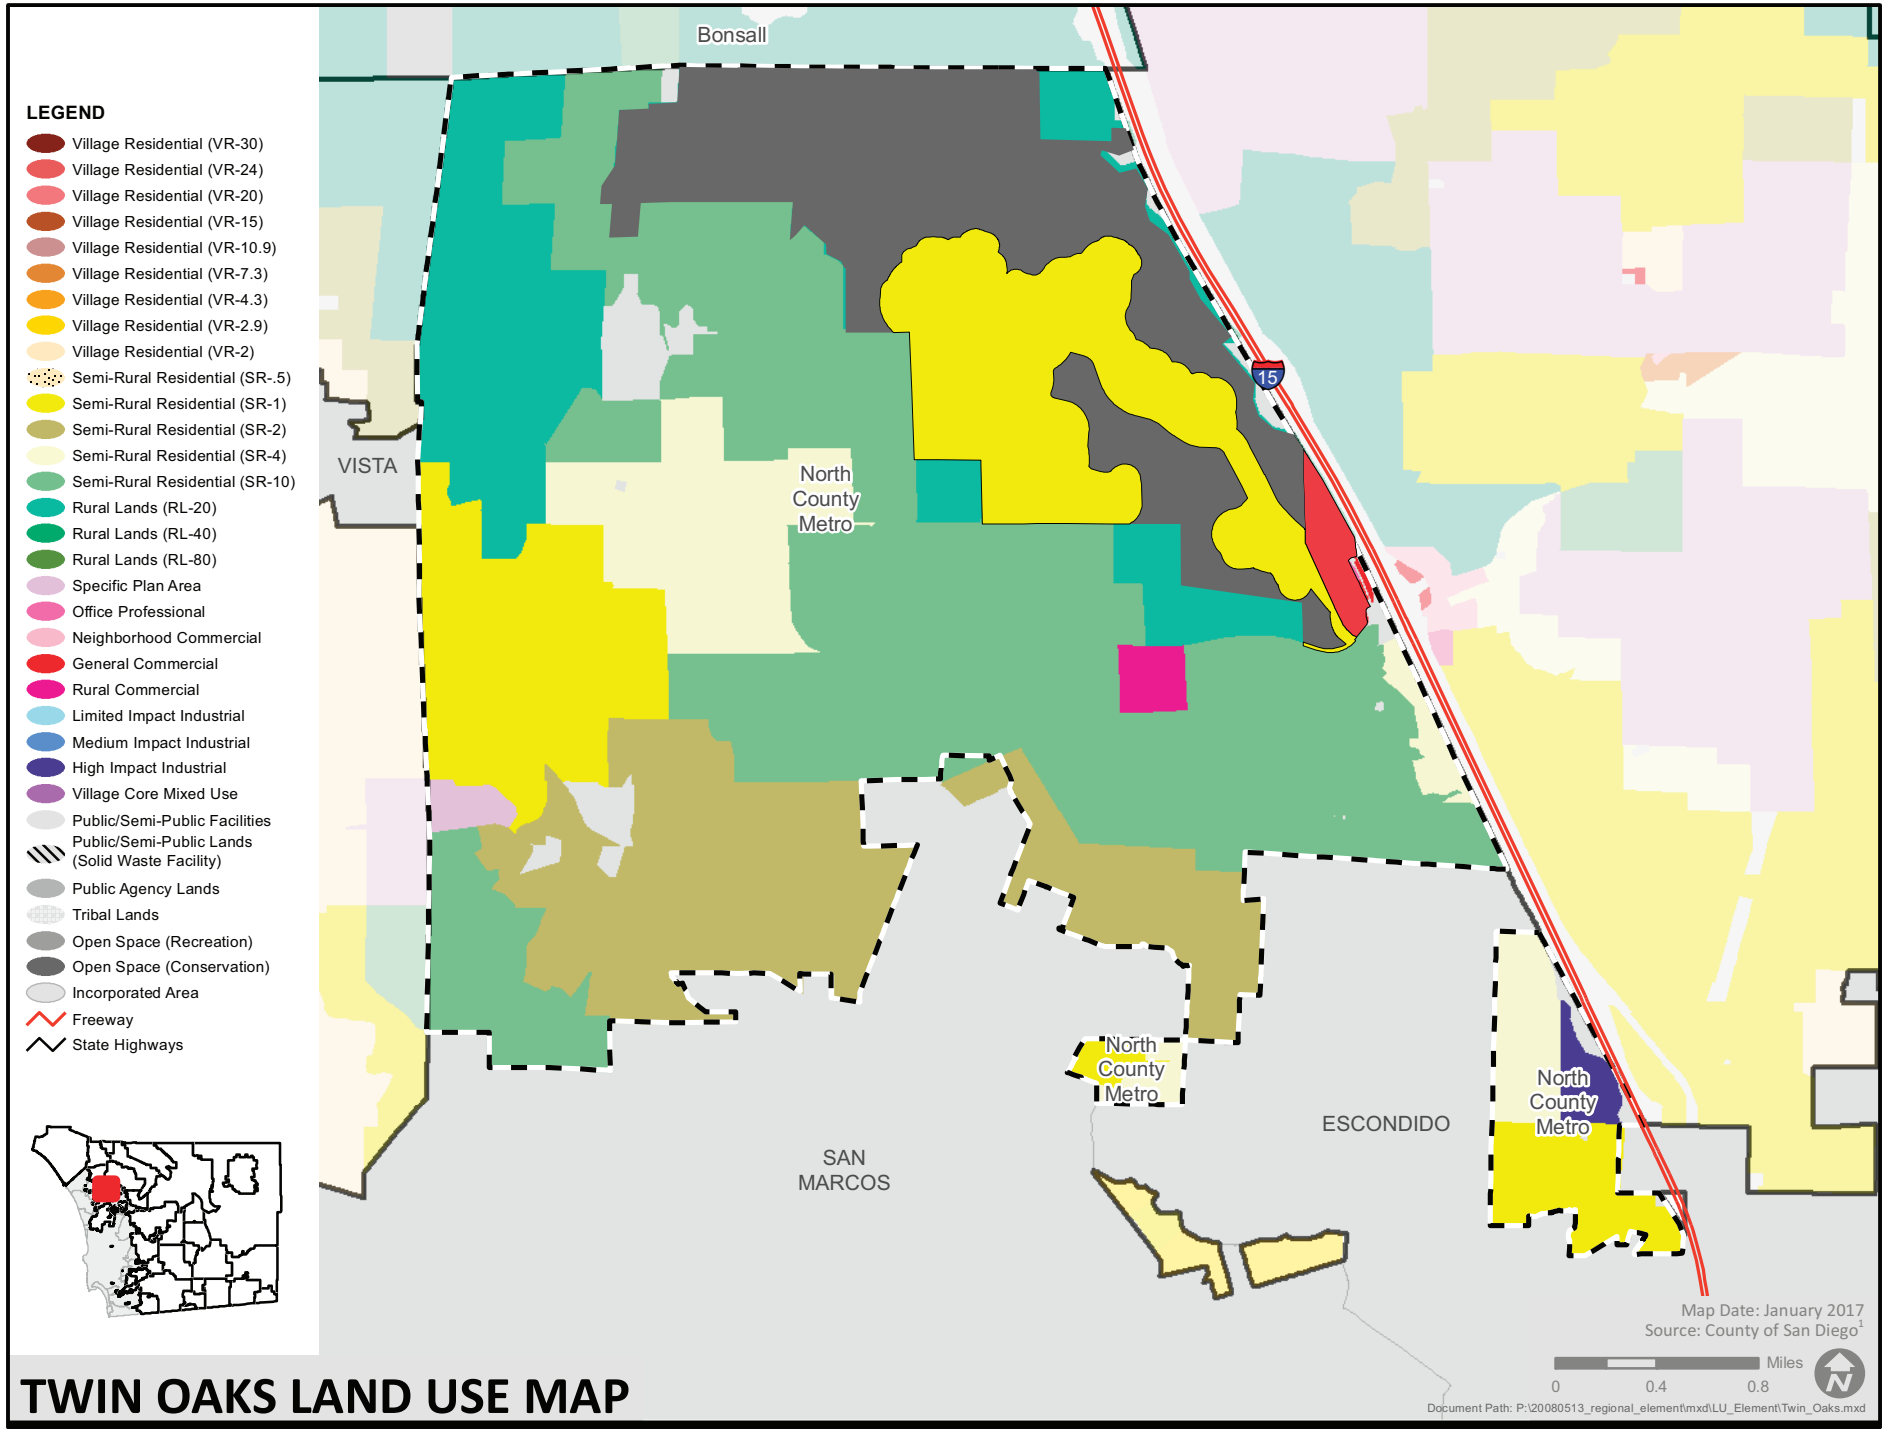 Bonsall
LEGEND
Village Residential (VR-30)
Village Residential (VR-24)
Village Residential (VR-20)
Village Residential (VR-15)
Village Residential (VR-10.9)
Village Residential (VR-7.3)
Village Residential (VR-4.3)
Village Residential (VR-2.9)
Village Residential (VR-2)
Semi-Rural Residential (SR-.5)
Semi-Rural Residential (SR-1)
Semi-Rural Residential (SR-2)
Semi-Rural Residential (SR-4)
Semi-Rural Residential (SR-10)
Rural Lands (RL-20)
Rural Lands (RL-40)
Rural Lands (RL-80)
Specific Plan Area
Office Professional
Neighborhood Commercial
General Commercial
Rural Commercial
Limited Impact Industrial
Medium Impact Industrial
High Impact Industrial
Village Core Mixed Use
Public/Semi-Public Facilities
Public/Semi-Public Lands
(Solid Waste Facility)
Public Agency Lands
Tribal Lands
Open Space (Recreation)
Open Space (Conservation)
Incorporated Area
Freeway
State Highways
15
VISTA
North
County
Metro
North
County
Metro
North
County
Metro
ESCONDIDO
SAN
MARCOS
Map Date: January 2017
Source: County of San Diego1
Miles
0 0.4 0.8
N
Document Path: P:\20080513_regional_element\mxd\LU_Element\Twin_Oaks.mxd
TWIN OAKS LAND USE MAP